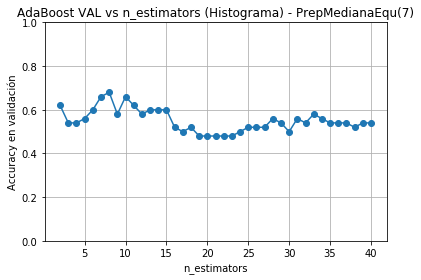 AdaBoost VAL vs n_estimators (Histograma) - PrepMedianaEqu(7)
1.0
0.8
0.6
0.4
0.2
0.0
Accuracy en validación
5 10 15 20 25 30 35 40
n_estimators